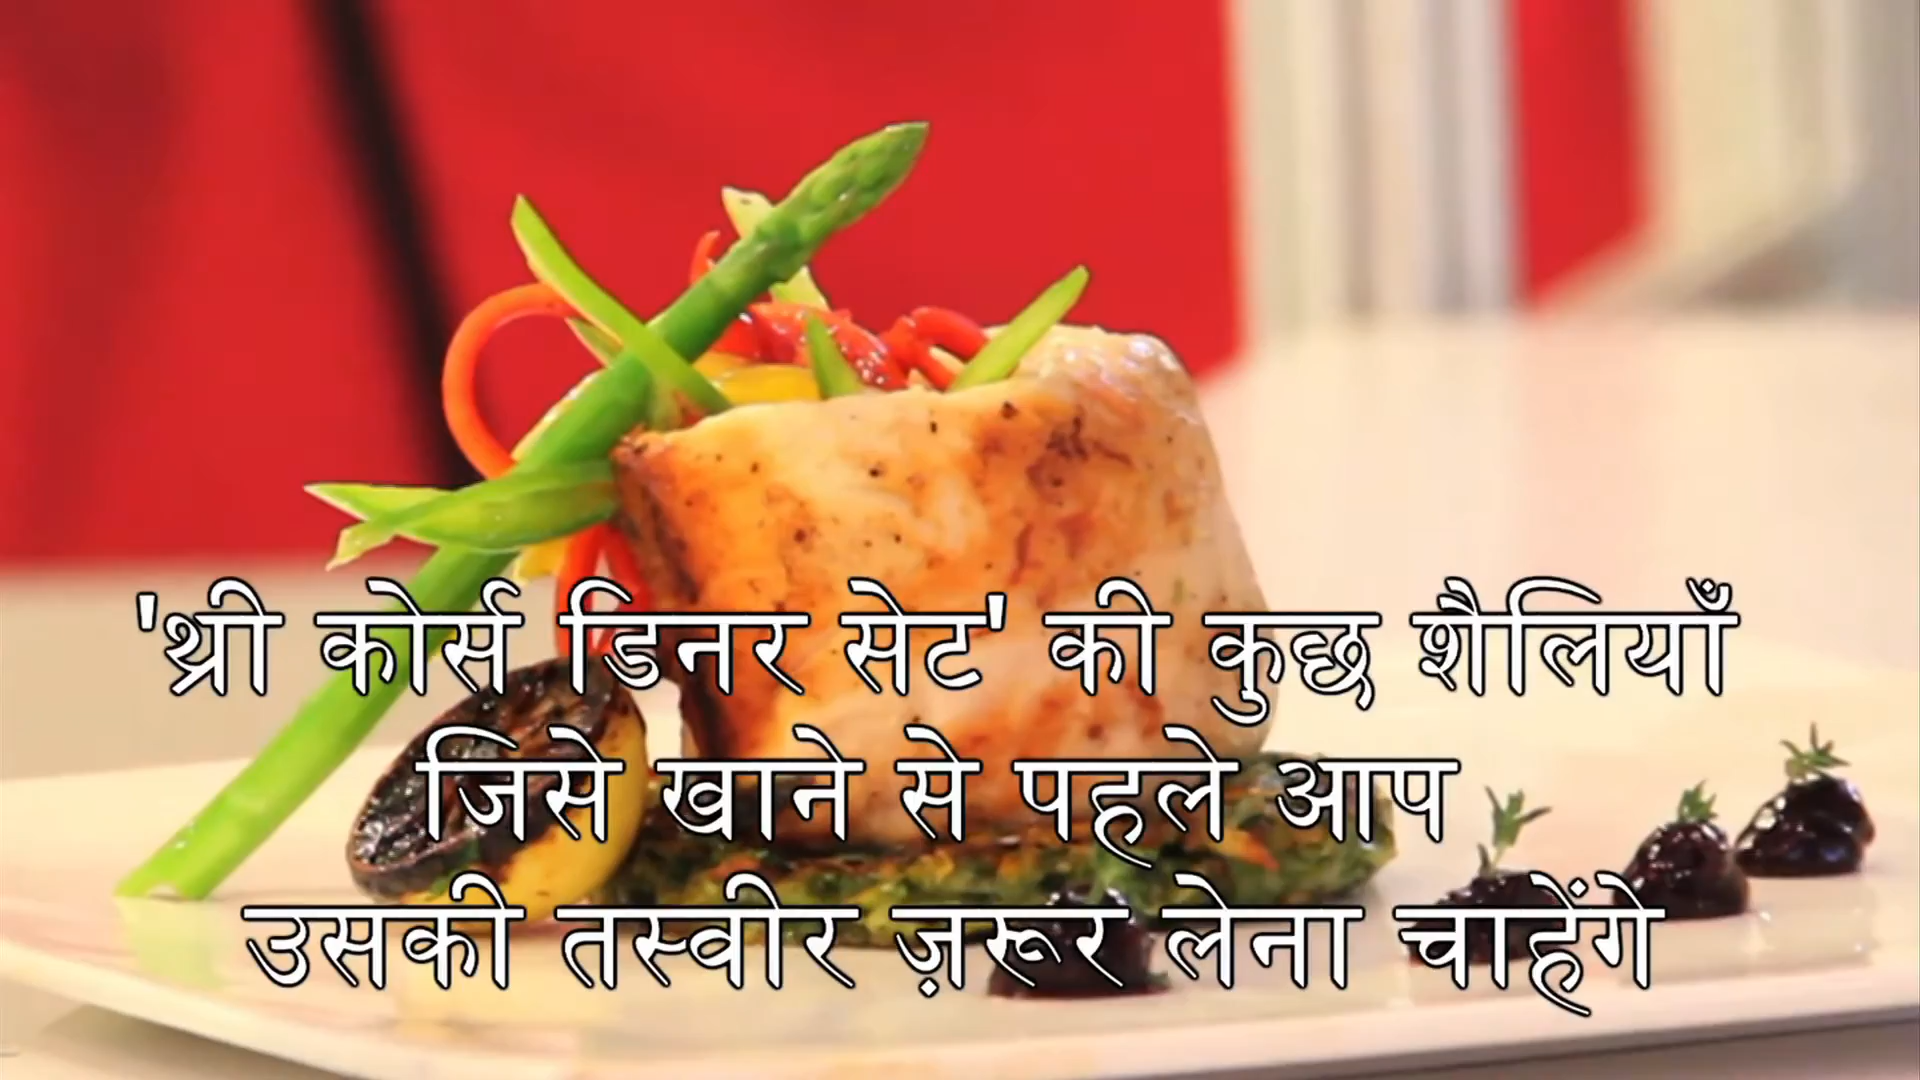 'थ्री कोर्स डिनर सेट' की कुछ शैलियाँ
जिसे खाने से पहले आप
उसकी तस्वीर ज़रूर लेना चाहेंगे